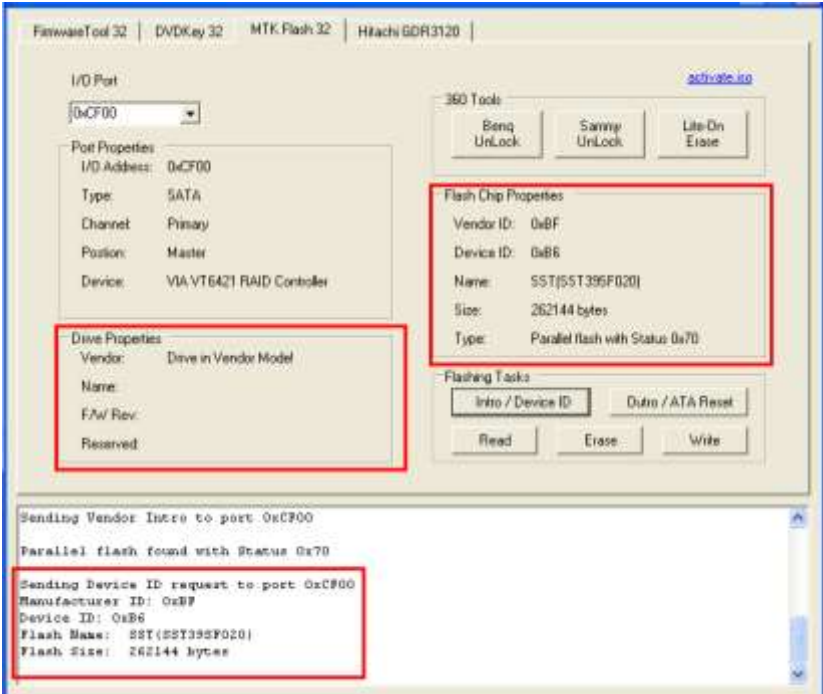 FirmwareTool 32 DVDKey 32 MTK Flash 32 Hitachi GDR3120
I/O Port
0xCF00
Port Properties
I/O Address: 0xCF00
Type: SATA
Channel: Primary
Postion: Master
Device: VIA VT6421 RAID Controller
Drive Properties
Vendor: Drive in Vendor Model
Name:
F/W Rev:
Reserved:
activate.iso
360 Tools
Benq UnLock
Sammy UnLock
Lite-On Erase
Flash Chip Properties
Vendor ID: 0xBF
Device ID: 0xB6
Name: SST(SST39SF020)
Size: 262144 bytes
Type: Parallel flash with Status 0x70
Flashing Tasks
Intro / Device ID Outro / ATA Reset
Read Erase Write
Sending Vendor Intro to port 0xCF00
Parallel flash found with Status 0x70
Sending Device ID request to port 0xCF00
Manufacturer ID: 0xBF
Device ID: 0xB6
Flash Name: SST(SST39SF020)
Flash Size: 262144 bytes